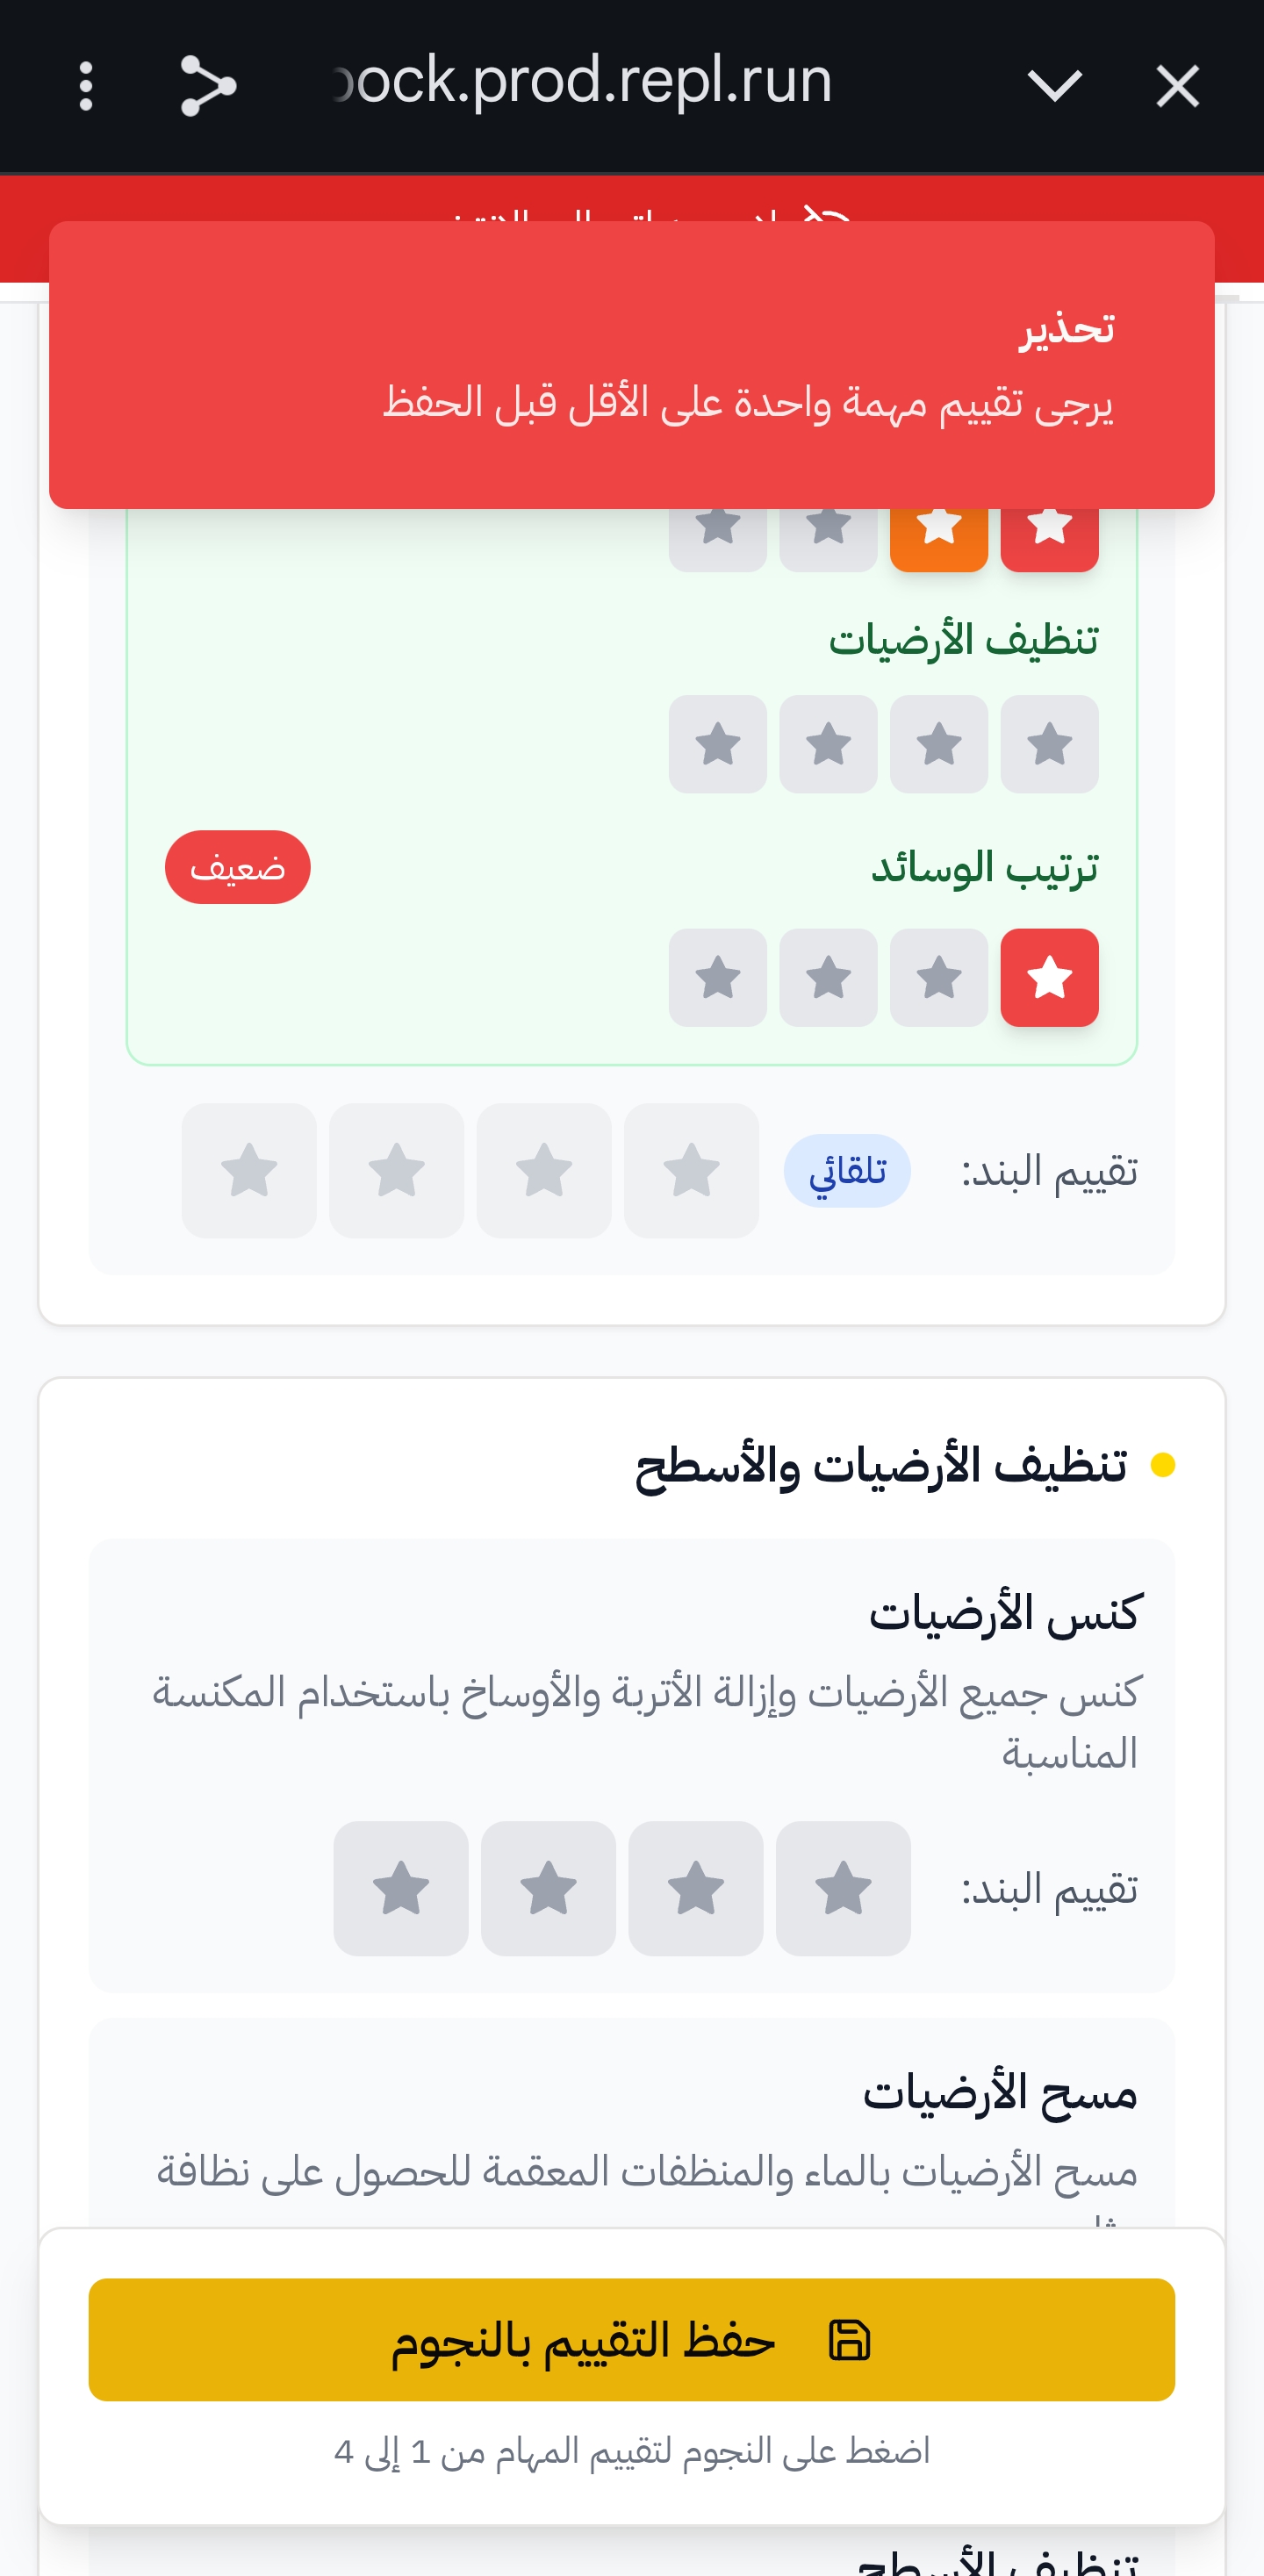 ock.prod.repl.run
تحذير
يرجى تقييم مهمة واحدة على الأقل قبل الحفظ
تنظيف الأرضيات
ترتيب الوسائد
ضعيف
تقييم البند:
تلقائي
تنظيف الأرضيات والأسطح
كنس الأرضيات
كنس جميع الأرضيات وإزالة الأتربة والأوساخ باستخدام المكنسة
المناسبة
تقييم البند:
مسح الأرضيات
مسح الأرضيات بالماء والمنظفات المعقمة للحصول على نظافة
حفظ التقييم بالنجوم
اضغط على النجوم لتقييم المهام من 1 إلى 4
تنظيف الأسطح